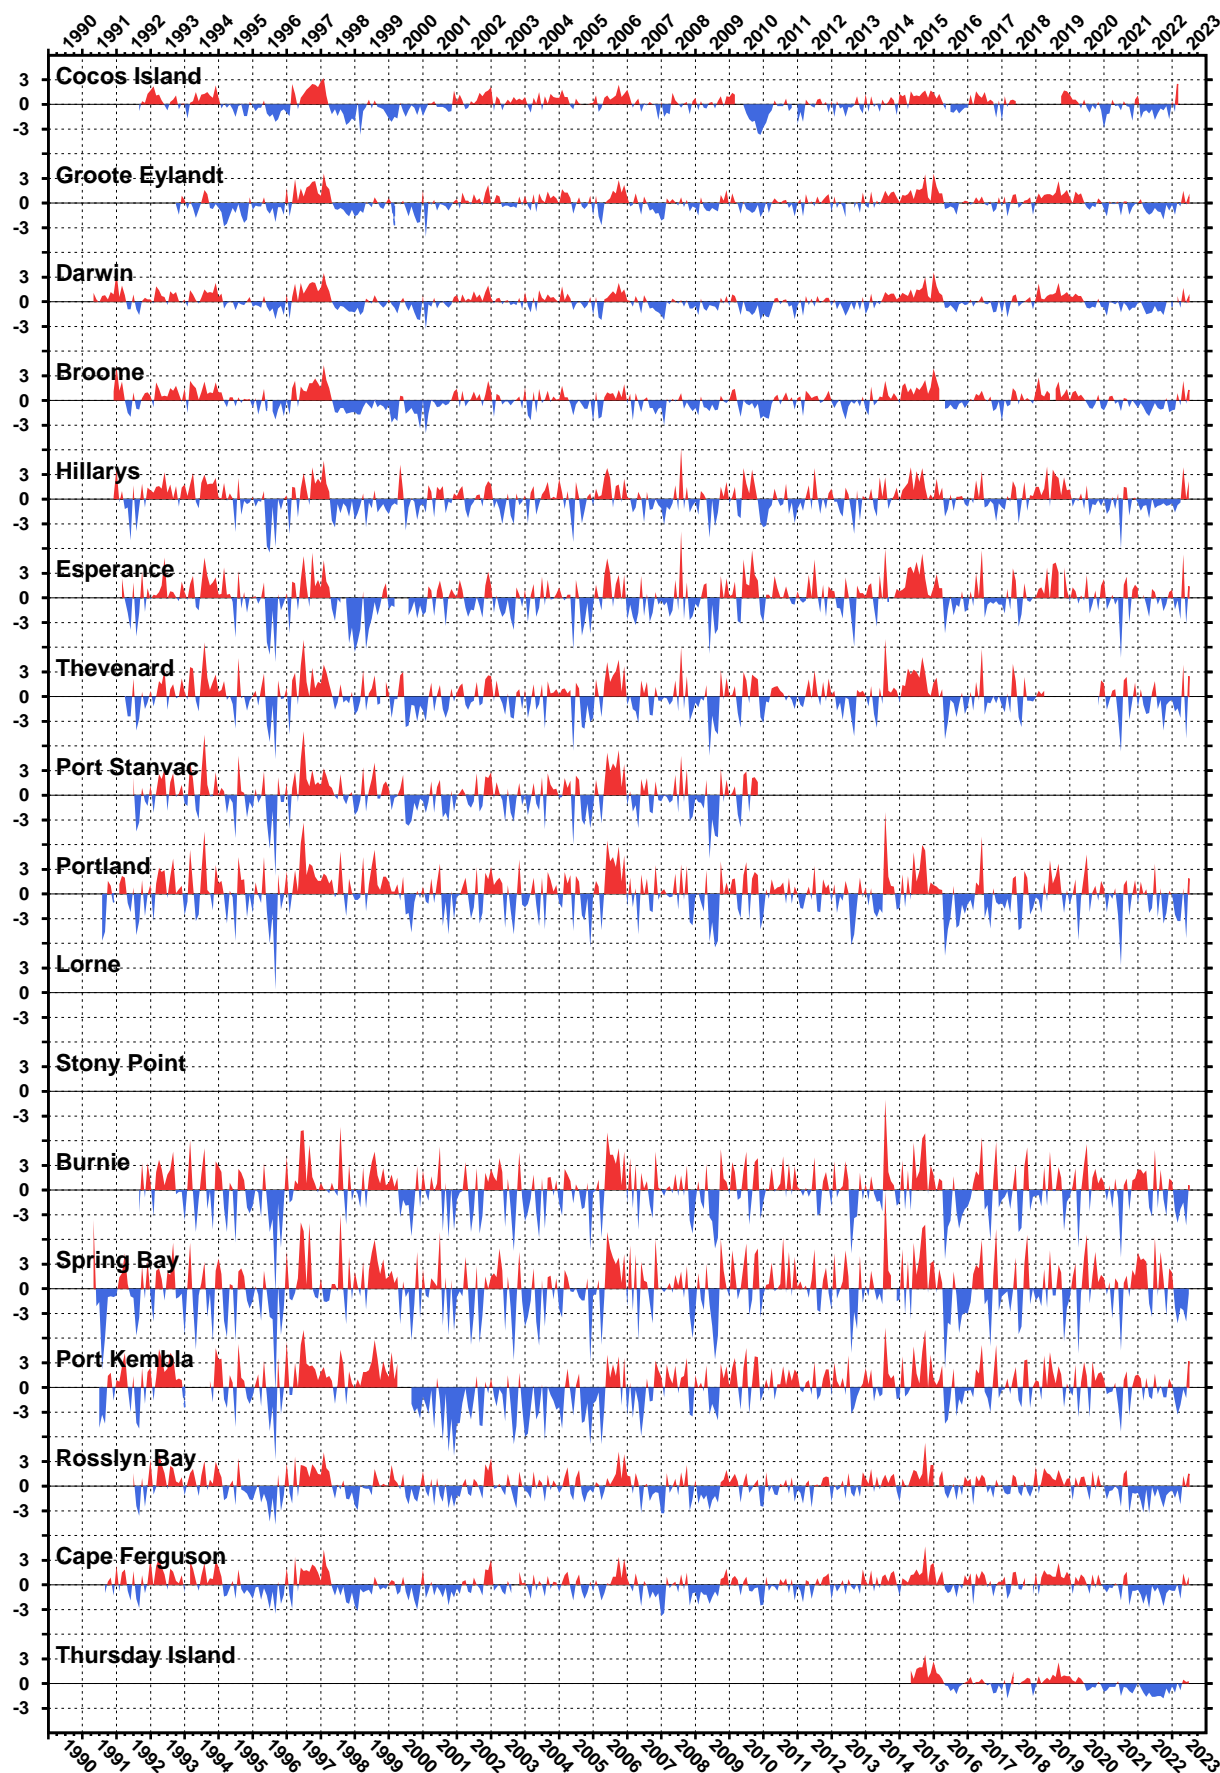 1990 1991 1992 1993 1994 1995 1996 1997 1998 1999 2000 2001 2002 2003 2004 2005 2006 2007 2008 2009 2010 2011 2012 2013 2014 2015 2016 2017 2018 2019 2020 2021 2022 2023
Cocos Island
3
0
-3
Groote Eylandt
3
0
-3
Darwin
3
0
-3
Broome
3
0
-3
Hillarys
3
0
-3
Esperance
3
0
-3
Thevenard
3
0
-3
Port Stanvac
3
0
-3
Portland
3
0
-3
Lorne
3
0
-3
Stony Point
3
0
-3
Burnie
3
0
-3
Spring Bay
3
0
-3
Port Kembla
3
0
-3
Rosslyn Bay
3
0
-3
Cape Ferguson
3
0
-3
Thursday Island
3
0
-3
1990 1991 1992 1993 1994 1995 1996 1997 1998 1999 2000 2001 2002 2003 2004 2005 2006 2007 2008 2009 2010 2011 2012 2013 2014 2015 2016 2017 2018 2019 2020 2021 2022 2023